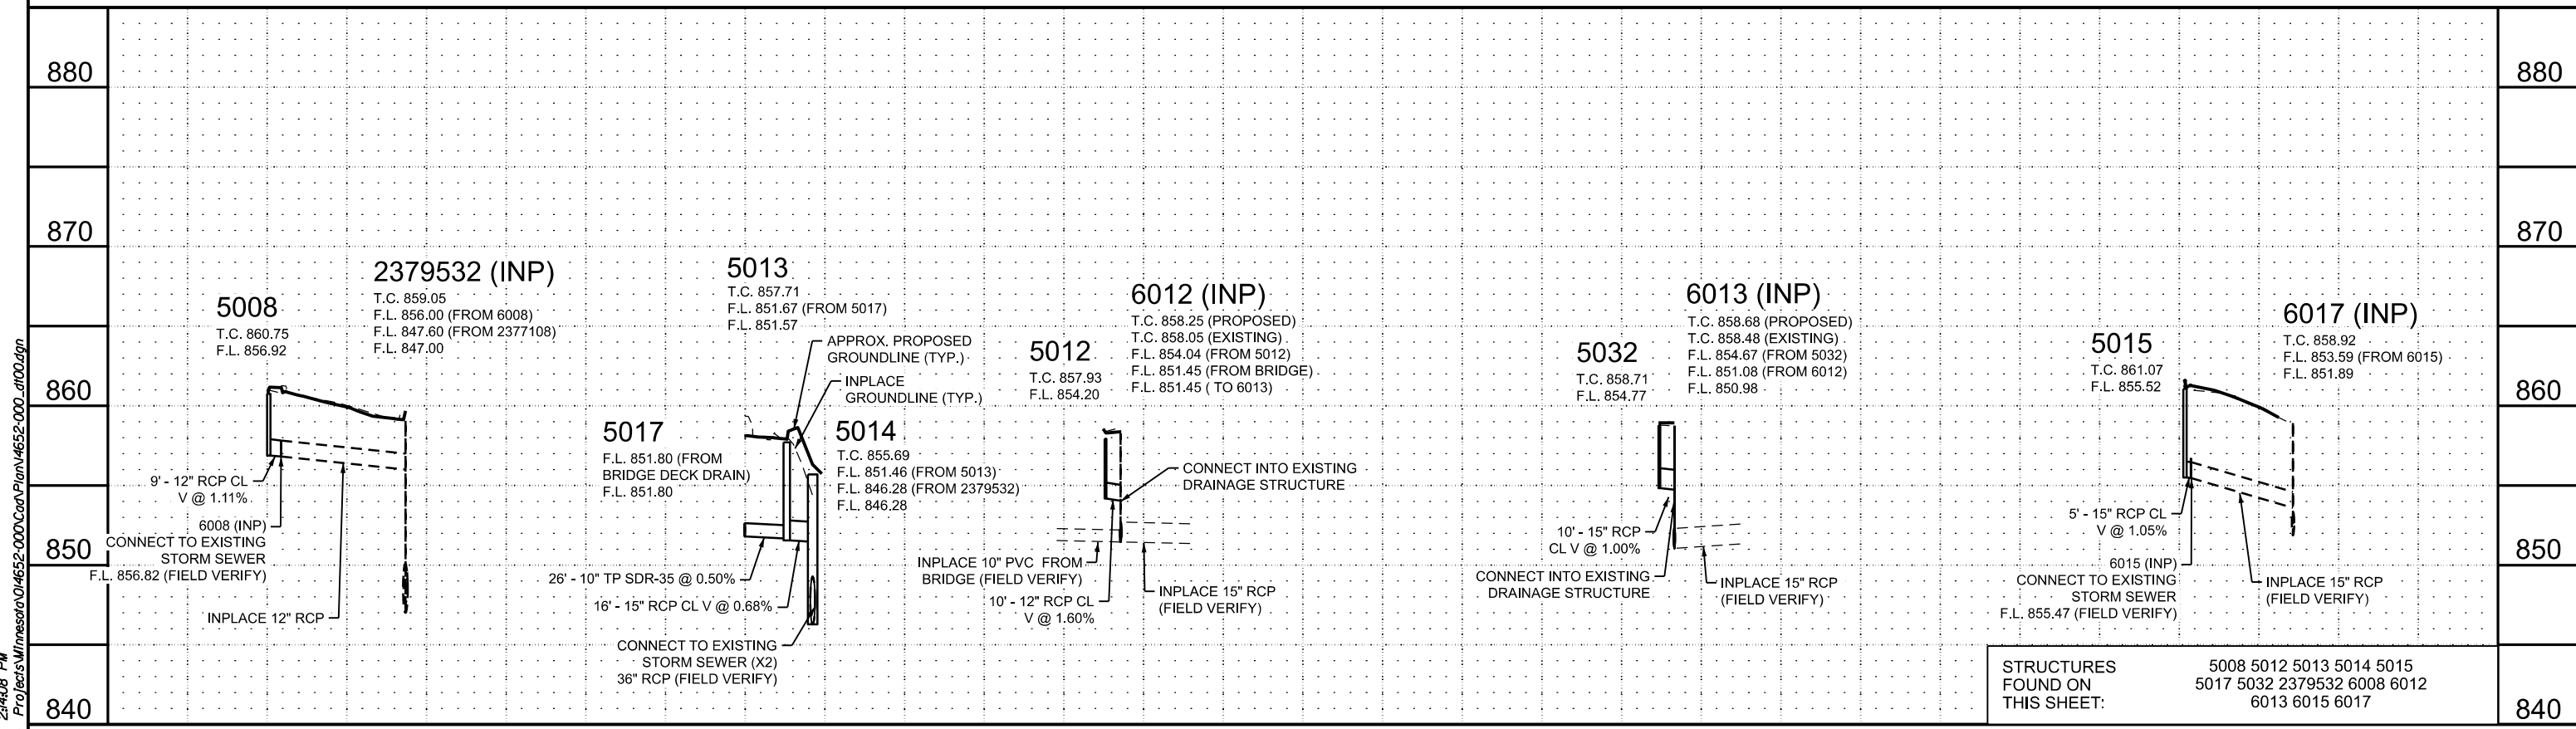 880
870
860
850
840
5008
T.C. 860.75
F.L. 856.92
2379532 (INP)
T.C. 859.05
F.L. 856.00 (FROM 6008)
F.L. 847.60 (FROM 2377108)
F.L. 847.00
9' - 12" RCP CL
V @ 1.11%
6008 (INP)
CONNECT TO EXISTING
STORM SEWER
F.L. 856.82 (FIELD VERIFY)
INPLACE 12" RCP
5013
T.C. 857.71
F.L. 851.67 (FROM 5017)
F.L. 851.57
APPROX. PROPOSED
GROUNDLINE (TYP.)
INPLACE
GROUNDLINE (TYP.)
5017
F.L. 851.80 (FROM
BRIDGE DECK DRAIN)
F.L. 851.80
5014
T.C. 855.69
F.L. 851.46 (FROM 5013)
F.L. 846.28 (FROM 2379532)
F.L. 846.28
26' - 10" TP SDR-35 @ 0.50%
16' - 15" RCP CL V @ 0.68%
CONNECT TO EXISTING
STORM SEWER (X2)
36" RCP (FIELD VERIFY)
5012
T.C. 857.93
F.L. 854.20
6012 (INP)
T.C. 858.25 (PROPOSED)
T.C. 858.05 (EXISTING)
F.L. 854.04 (FROM 5012)
F.L. 851.45 (FROM BRIDGE)
F.L. 851.45 ( TO 6013)
CONNECT INTO EXISTING
DRAINAGE STRUCTURE
INPLACE 10" PVC FROM
BRIDGE (FIELD VERIFY)
10' - 12" RCP CL
V @ 1.60%
INPLACE 15" RCP
(FIELD VERIFY)
5032
T.C. 858.71
F.L. 854.77
6013 (INP)
T.C. 858.68 (PROPOSED)
T.C. 858.48 (EXISTING)
F.L. 854.67 (FROM 5032)
F.L. 851.08 (FROM 6012)
F.L. 850.98
10' - 15" RCP
CL V @ 1.00%
CONNECT INTO EXISTING
DRAINAGE STRUCTURE
INPLACE 15" RCP
(FIELD VERIFY)
5015
T.C. 861.07
F.L. 855.52
6017 (INP)
T.C. 858.92
F.L. 853.59 (FROM 6015)
F.L. 851.89
5' - 15" RCP CL
V @ 1.05%
6015 (INP)
CONNECT TO EXISTING
STORM SEWER
F.L. 855.47 (FIELD VERIFY)
INPLACE 15" RCP
(FIELD VERIFY)
STRUCTURES
FOUND ON
THIS SHEET:
5008 5012 5013 5014 5015
5017 5032 2379532 6008 6012
6013 6015 6017
880
870
860
850
840
PM